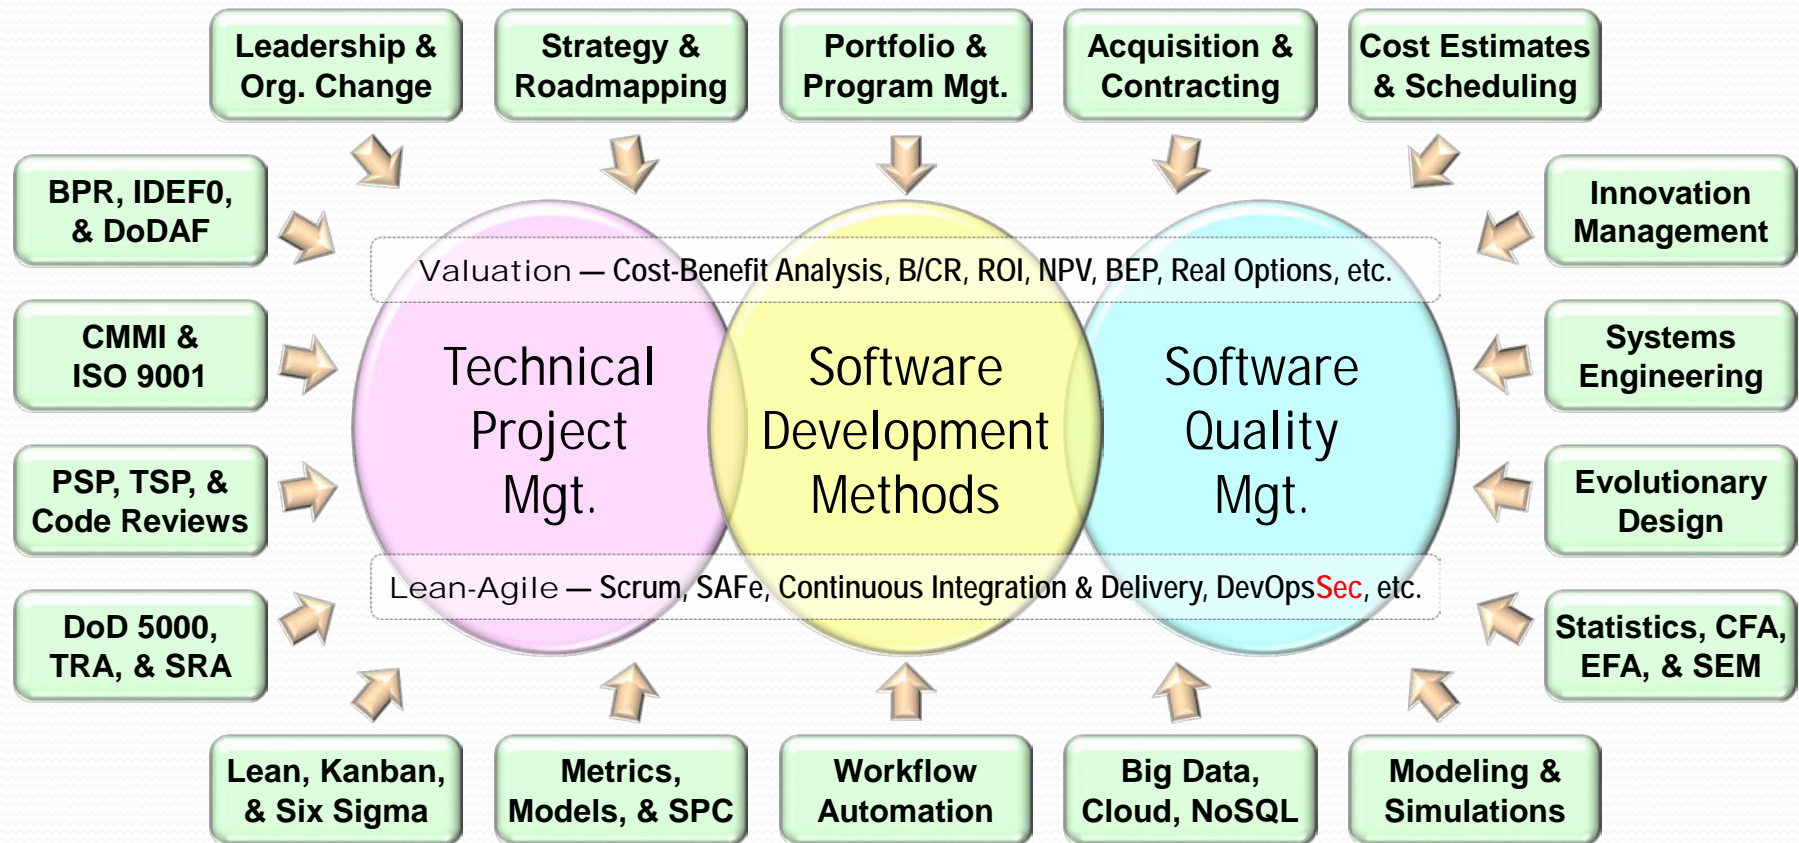 Leadership &
Org. Change
Strategy &
Roadmapping
Portfolio &
Program Mgt.
Acquisition &
Contracting
Cost Estimates
& Scheduling
BPR, IDEF0,
& DoDAF
Innovation
Management
Valuation — Cost-Benefit Analysis, B/CR, ROI, NPV, BEP, Real Options, etc.
CMMI &
ISO 9001
Technical
Project
Mgt.
Software
Development
Methods
Software
Quality
Mgt.
Systems
Engineering
PSP, TSP, &
Code Reviews
Evolutionary
Design
Lean-Agile — Scrum, SAFe, Continuous Integration & Delivery, DevOpsSec, etc.
DoD 5000,
TRA, & SRA
Statistics, CFA,
EFA, & SEM
Lean, Kanban,
& Six Sigma
Metrics,
Models, & SPC
Workflow
Automation
Big Data,
Cloud, NoSQL
Modeling &
Simulations